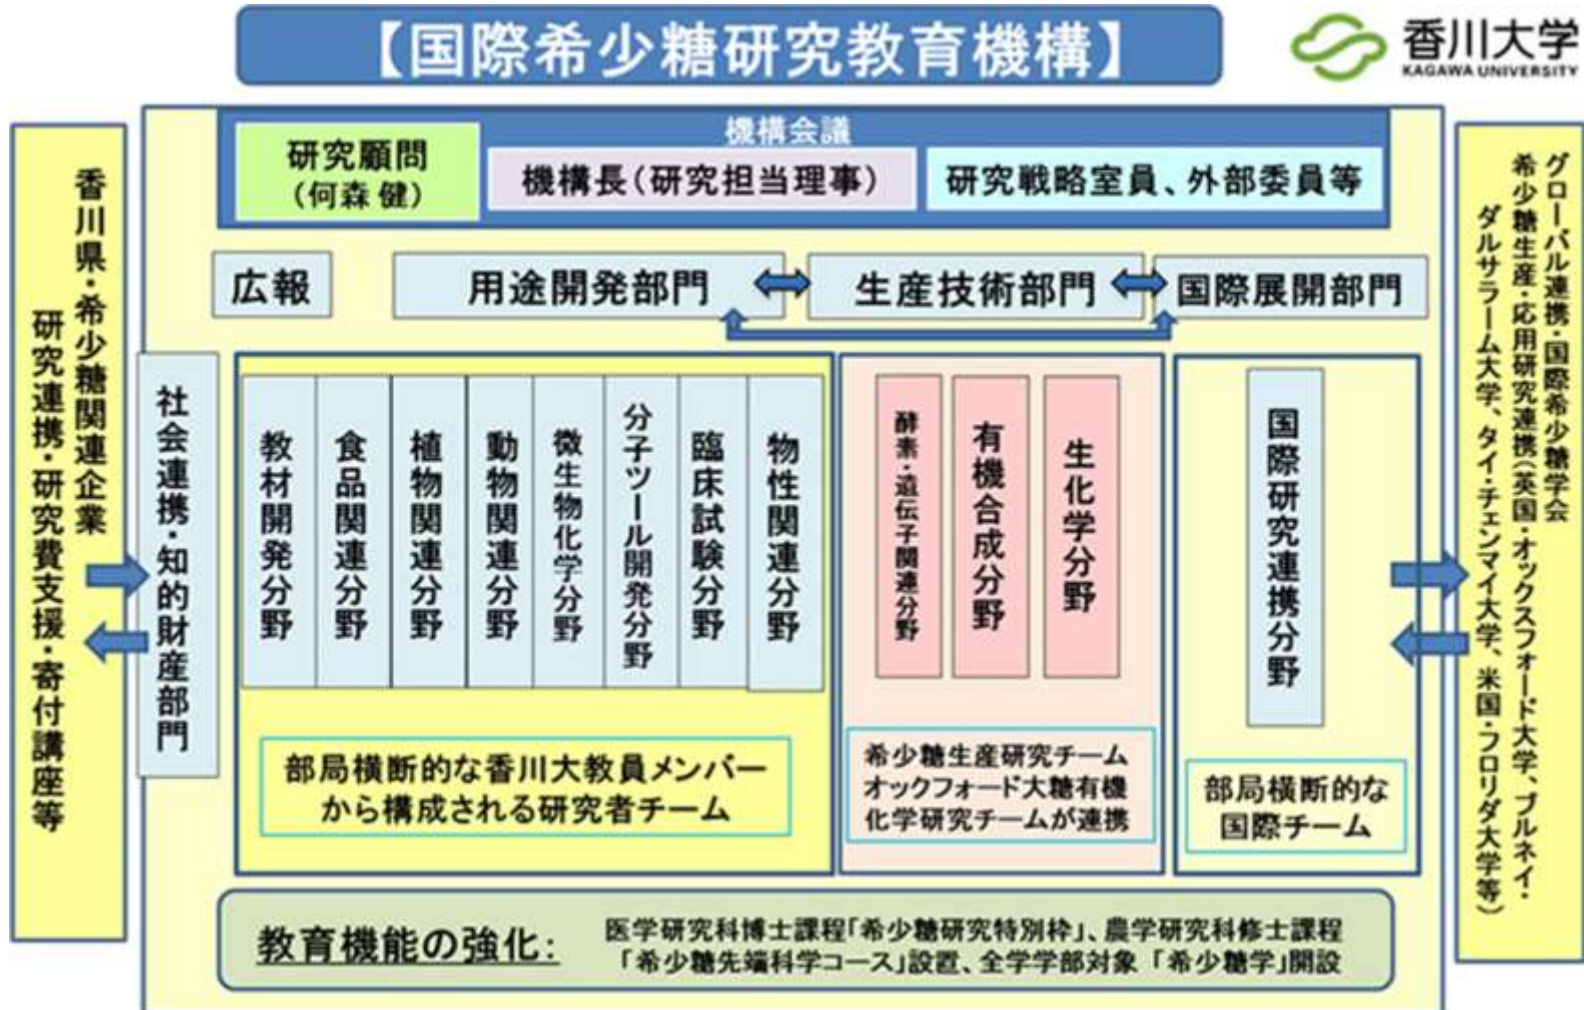 【国際希少糖研究教育機構】
香川大学
KAGAWA UNIVERSITY
機構会議
研究顧問
(何森 健)
機構長(研究担当理事)
研究戦略室員、外部委員等
広報
用途開発部門
生産技術部門
国際展開部門
香川県・希少糖関連企業
研究連携・研究費支援・寄付講座等
社会連携・知的財産部門
教材開発分野
食品関連分野
植物関連分野
動物関連分野
微生物化学分野
分子ツール開発分野
臨床試験分野
物性関連分野
酵素・遺伝子関連分野
有機合成分野
生化学分野
国際研究連携分野
部局横断的な香川大教員メンバー
から構成される研究者チーム
希少糖生産研究チーム
オックフォード大糖有機
化学研究チームが連携
部局横断的な
国際チーム
グローバル連携・国際希少糖学会
希少糖生産・応用研究連携(英国・オックスフォード大学、ブルネイ・
ダルサラーム大学、タイ・チェンマイ大学、米国・フロリダ大学等)
教育機能の強化:
医学研究科博士課程「希少糖研究特別枠」、農学研究科修士課程
「希少糖先端科学コース」設置、全学学部対象 「希少糖学」開設